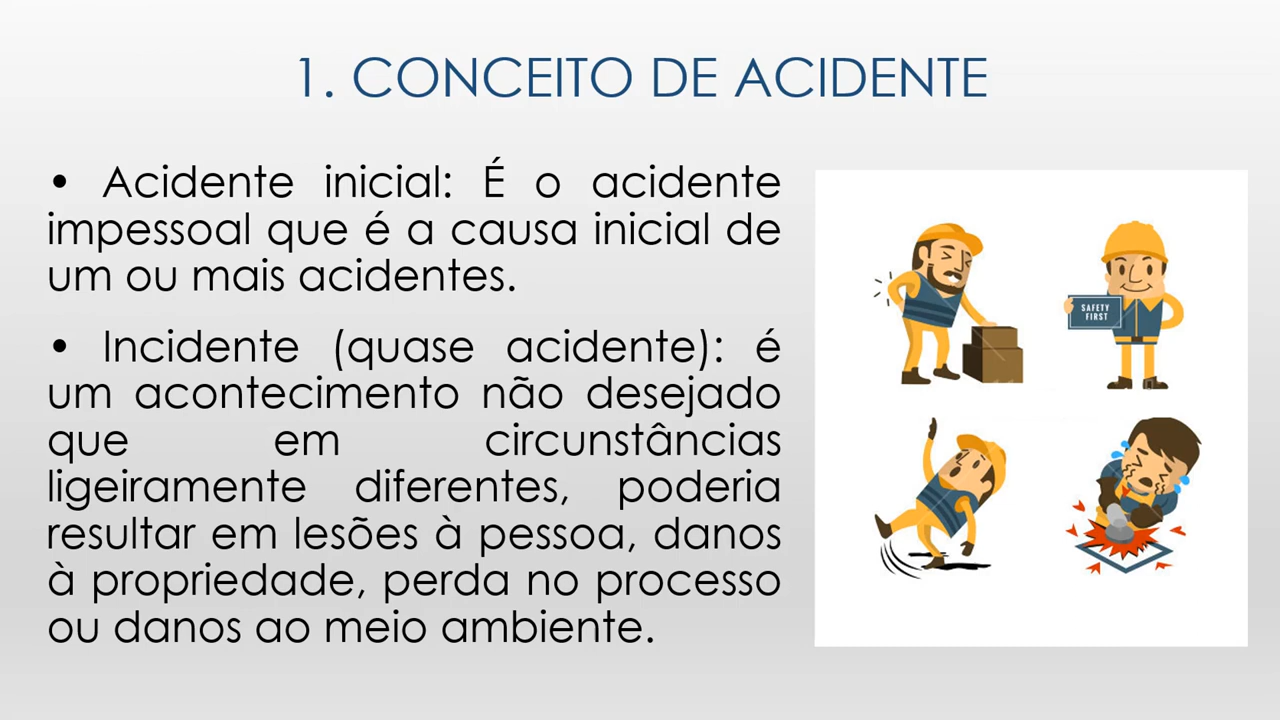 1. CONCEITO DE ACIDENTE
• Acidente inicial: É o acidente
impessoal que é a causa inicial de
um ou mais acidentes.
• Incidente (quase acidente): é
um acontecimento não desejado
que em circunstâncias
ligeiramente diferentes, poderia
resultar em lesões à pessoa, danos
à propriedade, perda no processo
ou danos ao meio ambiente.
SAFETY
FIRST